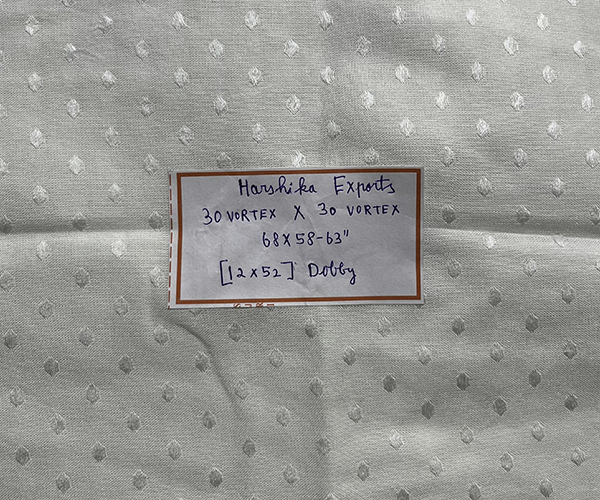 Harshika Exports
30 VORTEX X 30 VORTEX
68X58-63"
[12X52] Dobby